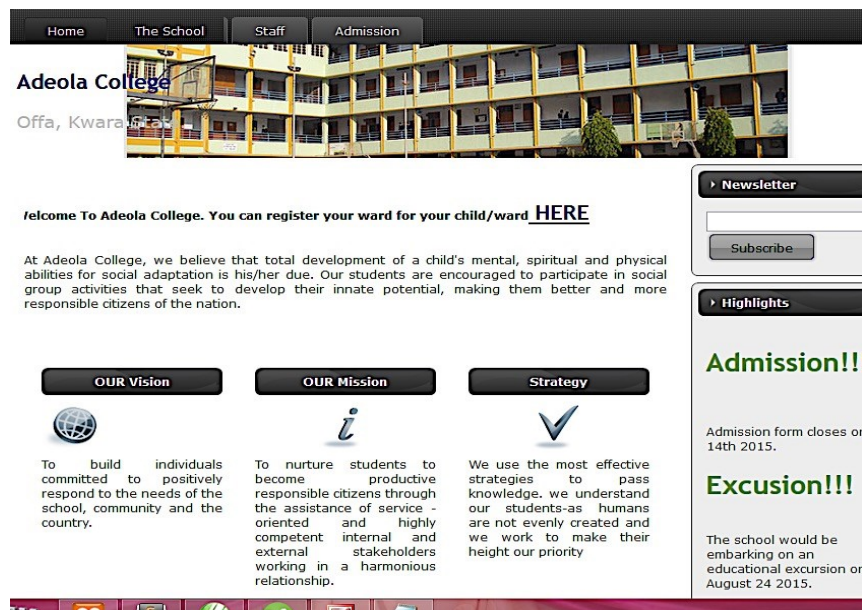 Home The School Staff Admission
Adeola College
Offa, Kwara State
Welcome To Adeola College. You can register your ward for your child/ward HERE
At Adeola College, we believe that total development of a child's mental, spiritual and physical
abilities for social adaptation is his/her due. Our students are encouraged to participate in social
group activities that seek to develop their innate potential, making them better and more
responsible citizens of the nation.
OUR Vision
To build individuals
committed to positively
respond to the needs of the
school, community and the
country.
OUR Mission
To nurture students to
become productive
responsible citizens through
the assistance of service -
oriented and highly
competent internal and
external stakeholders
working in a harmonious
relationship.
Strategy
We use the most effective
strategies to pass
knowledge. we understand
our students-as humans
are not evenly created and
we work to make their
height our priority
Newsletter
Subscribe
Highlights
Admission!!
Admission form closes on
14th 2015.
Excusion!!!
The school would be
embarking on an
educational excursion on
August 24 2015.